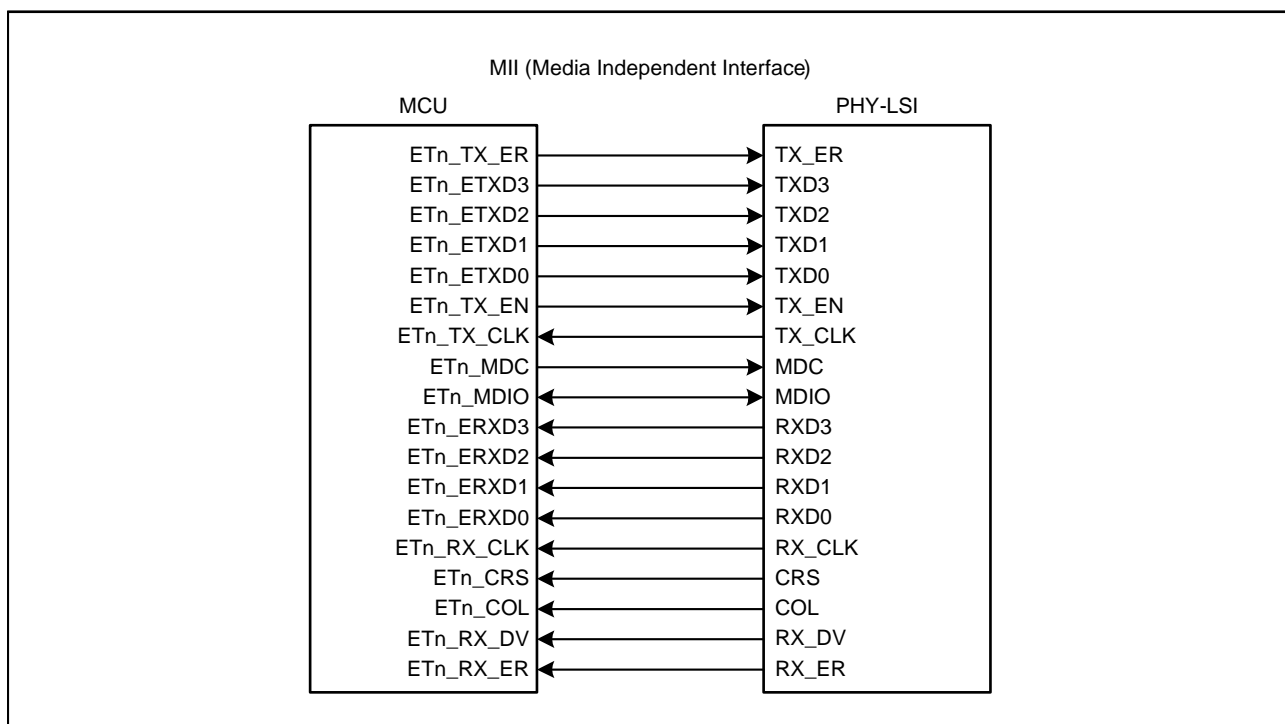 MII (Media Independent Interface)
MCU PHY-LSI
ETn_TX_ER TX_ER
ETn_ETXD3 TXD3
ETn_ETXD2 TXD2
ETn_ETXD1 TXD1
ETn_ETXD0 TXD0
ETn_TX_EN TX_EN
ETn_TX_CLK TX_CLK
ETn_MDC MDC
ETn_MDIO MDIO
ETn_ERXD3 RXD3
ETn_ERXD2 RXD2
ETn_ERXD1 RXD1
ETn_ERXD0 RXD0
ETn_RX_CLK RX_CLK
ETn_CRS CRS
ETn_COL COL
ETn_RX_DV RX_DV
ETn_RX_ER RX_ER